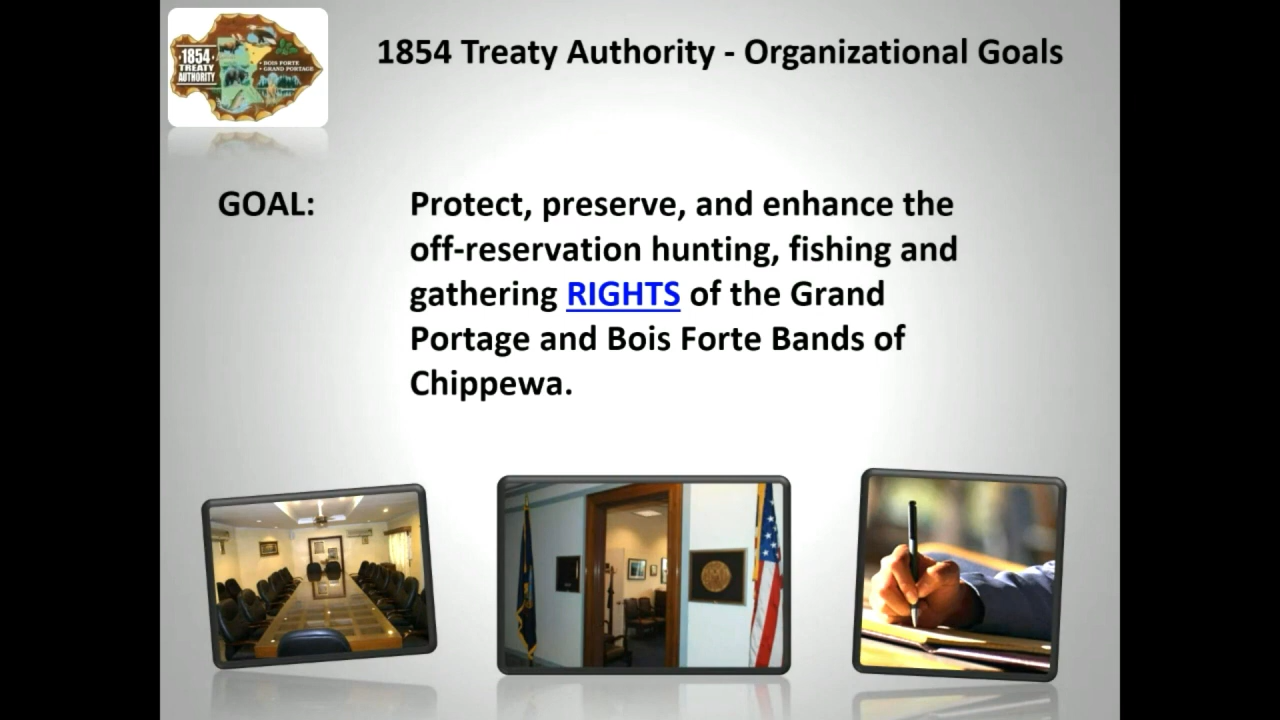 1854
TREATY
AUTHORITY
• BOIS FORTE
• GRAND PORTAGE
1854 Treaty Authority - Organizational Goals
GOAL:
Protect, preserve, and enhance the
off-reservation hunting, fishing and
gathering RIGHTS of the Grand
Portage and Bois Forte Bands of
Chippewa.